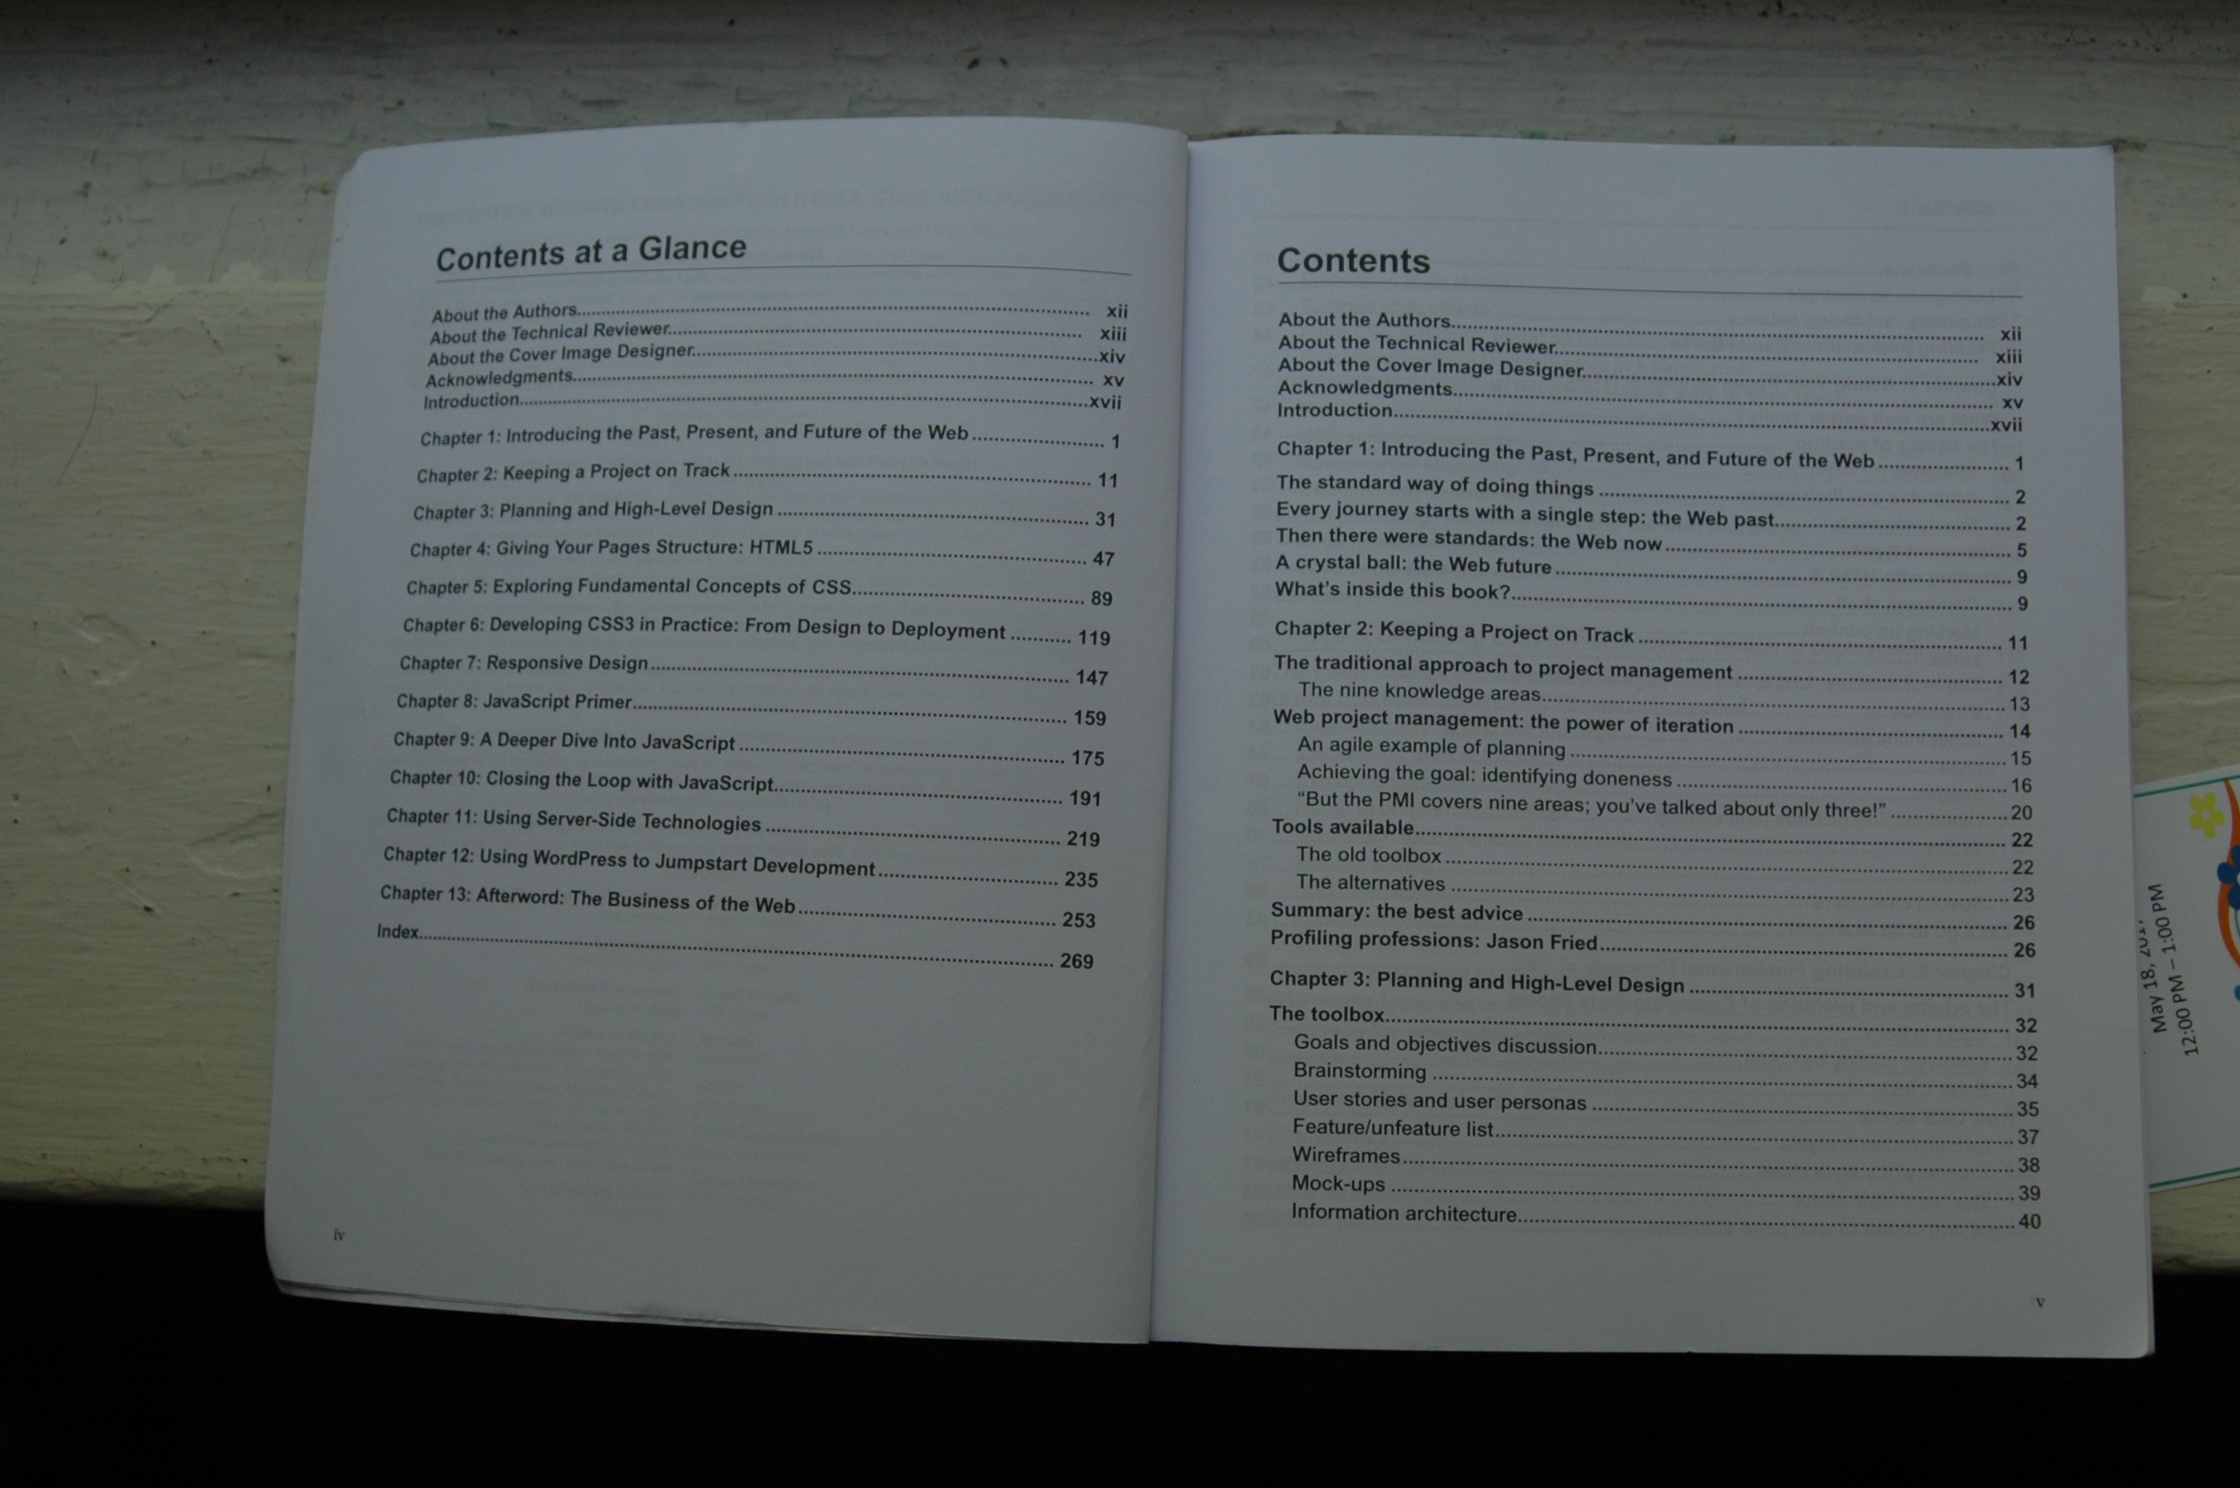 Contents at a Glance
About the Authors................ xii
About the Technical Reviewer................ xiii
About the Cover Image Designer................xiv
Acknowledgments................ xv
Introduction................xvii
Chapter 1: Introducing the Past, Present, and Future of the Web ................ 1
Chapter 2: Keeping a Project on Track ................ 11
Chapter 3: Planning and High-Level Design ................ 31
Chapter 4: Giving Your Pages Structure: HTML5 ................ 47
Chapter 5: Exploring Fundamental Concepts of CSS................ 89
Chapter 6: Developing CSS3 in Practice: From Design to Deployment ........... 119
Chapter 7: Responsive Design ................ 147
Chapter 8: JavaScript Primer................ 159
Chapter 9: A Deeper Dive Into JavaScript ................ 175
Chapter 10: Closing the Loop with JavaScript................ 191
Chapter 11: Using Server-Side Technologies ................ 219
Chapter 12: Using WordPress to Jumpstart Development ................ 235
Chapter 13: Afterword: The Business of the Web ................ 253
Index................ 269
iv
Contents
About the Authors................ xii
About the Technical Reviewer................ xiii
About the Cover Image Designer................xiv
Acknowledgments................ xv
Introduction................xvii
Chapter 1: Introducing the Past, Present, and Future of the Web ................ 1
The standard way of doing things ................ 2
Every journey starts with a single step: the Web past................ 2
Then there were standards: the Web now ................ 5
A crystal ball: the Web future ................ 9
What's inside this book?................ 9
Chapter 2: Keeping a Project on Track ................ 11
The traditional approach to project management ................ 12
The nine knowledge areas................ 13
Web project management: the power of iteration ................ 14
An agile example of planning ................ 15
Achieving the goal: identifying doneness ................ 16
“But the PMI covers nine areas; you've talked about only three!” ................ 20
Tools available................ 22
The old toolbox ................ 22
The alternatives ................ 23
Summary: the best advice ................ 26
Profiling professions: Jason Fried ................ 26
Chapter 3: Planning and High-Level Design ................ 31
The toolbox................ 32
Goals and objectives discussion................ 32
Brainstorming ................ 34
User stories and user personas ................ 35
Feature/unfeature list................ 37
Wireframes................ 38
Mock-ups ................ 39
Information architecture................ 40
v
May 18,
12:00 PM – 1:00 PM